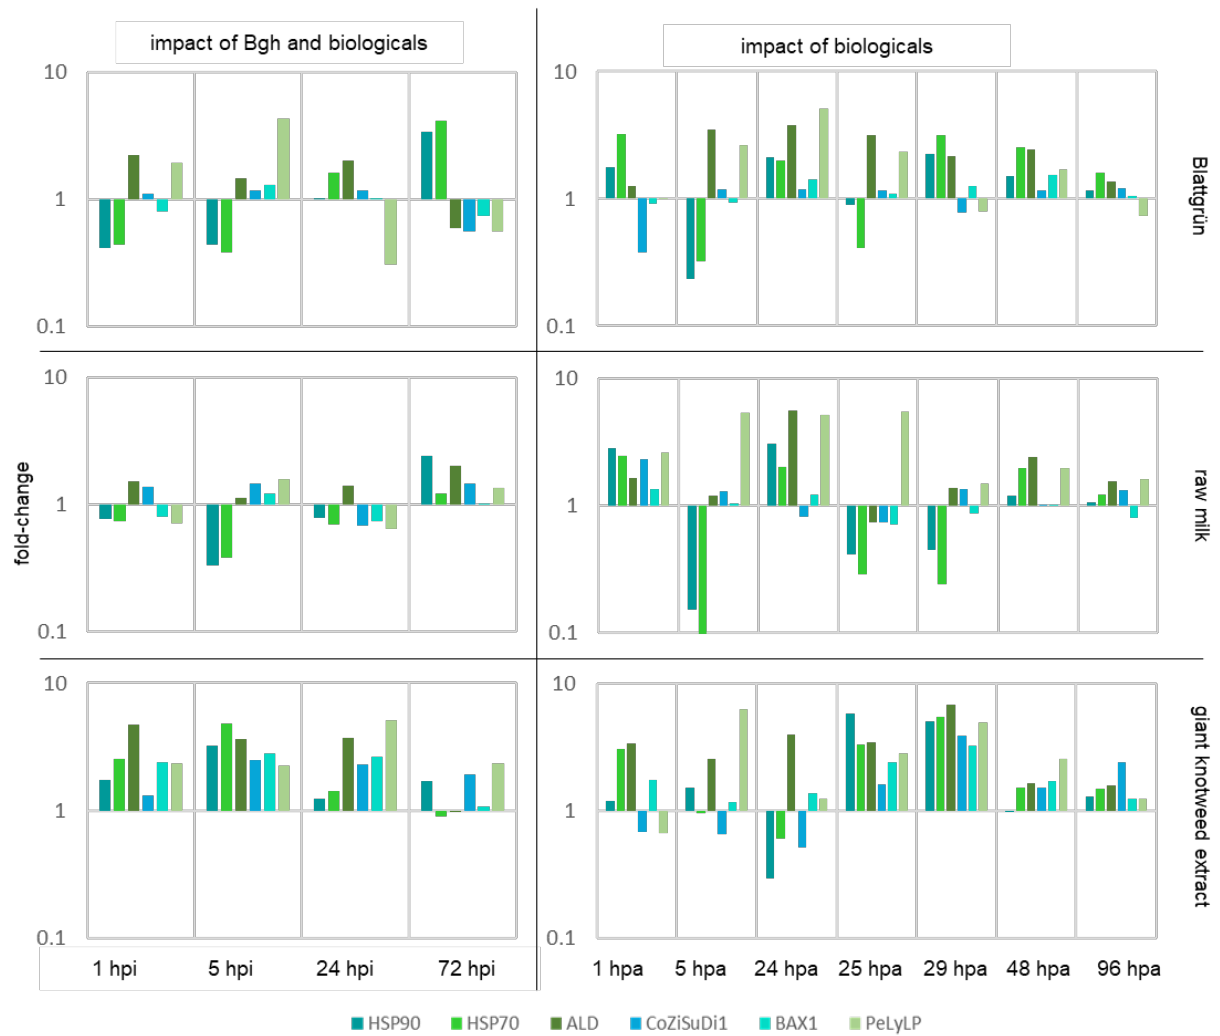 impact of Bgh and biologicals
impact of biologicals
10
1
0.1
10
1
0.1
Blattgrün
fold-change
10
1
0.1
10
1
0.1
raw milk
10
1
0.1
10
1
0.1
giant knotweed extract
1 hpi 5 hpi 24 hpi 72 hpi
1 hpa 5 hpa 24 hpa 25 hpa 29 hpa 48 hpa 96 hpa
HSP90 HSP70 ALD CoZiSuDi1 BAX1 PeLyLP